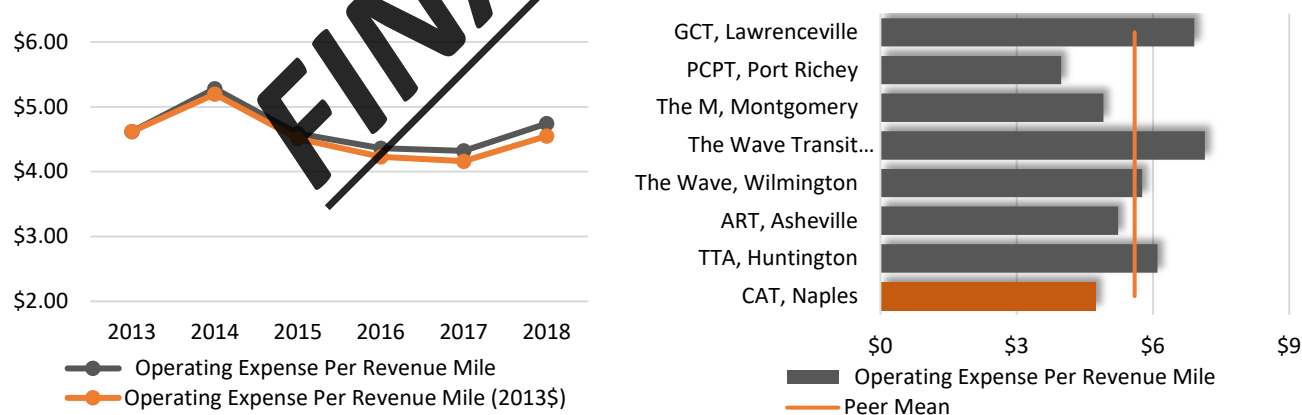 $6.00
$5.00
$4.00
$3.00
$2.00
2013 2014 2015 2016 2017 2018
Operating Expense Per Revenue Mile
Operating Expense Per Revenue Mile (2013$)
FINA
GCT, Lawrenceville
PCPT, Port Richey
The M, Montgomery
The Wave Transit...
The Wave, Wilmington
ART, Asheville
TTA, Huntington
CAT, Naples
$0 $3 $6 $9
Operating Expense Per Revenue Mile
Peer Mean